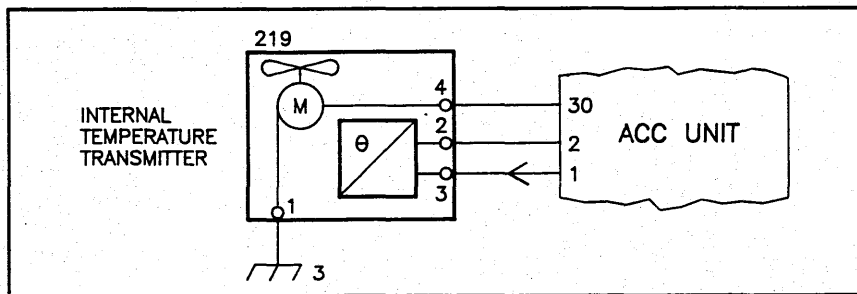 219
INTERNAL
TEMPERATURE
TRANSMITTER
M
θ
4
2
3
1
3
30
2
1
ACC UNIT